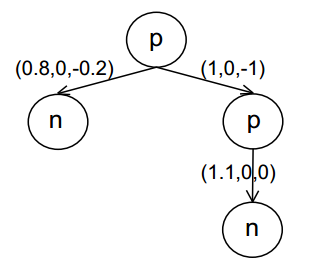 p
(0.8,0,-0.2)
(1,0,-1)
n
p
(1.1,0,0)
n